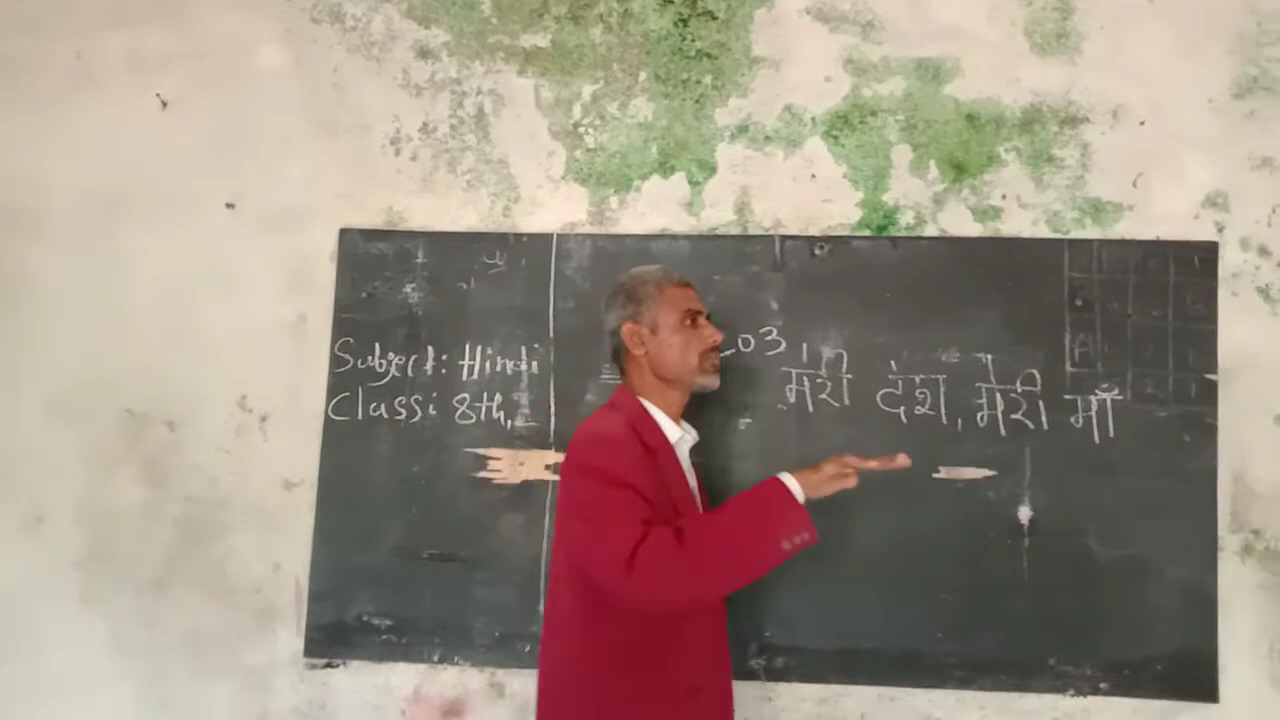 Subject: Hindi
Class: 8th,
-03
मेरी देश, मेरी माँ